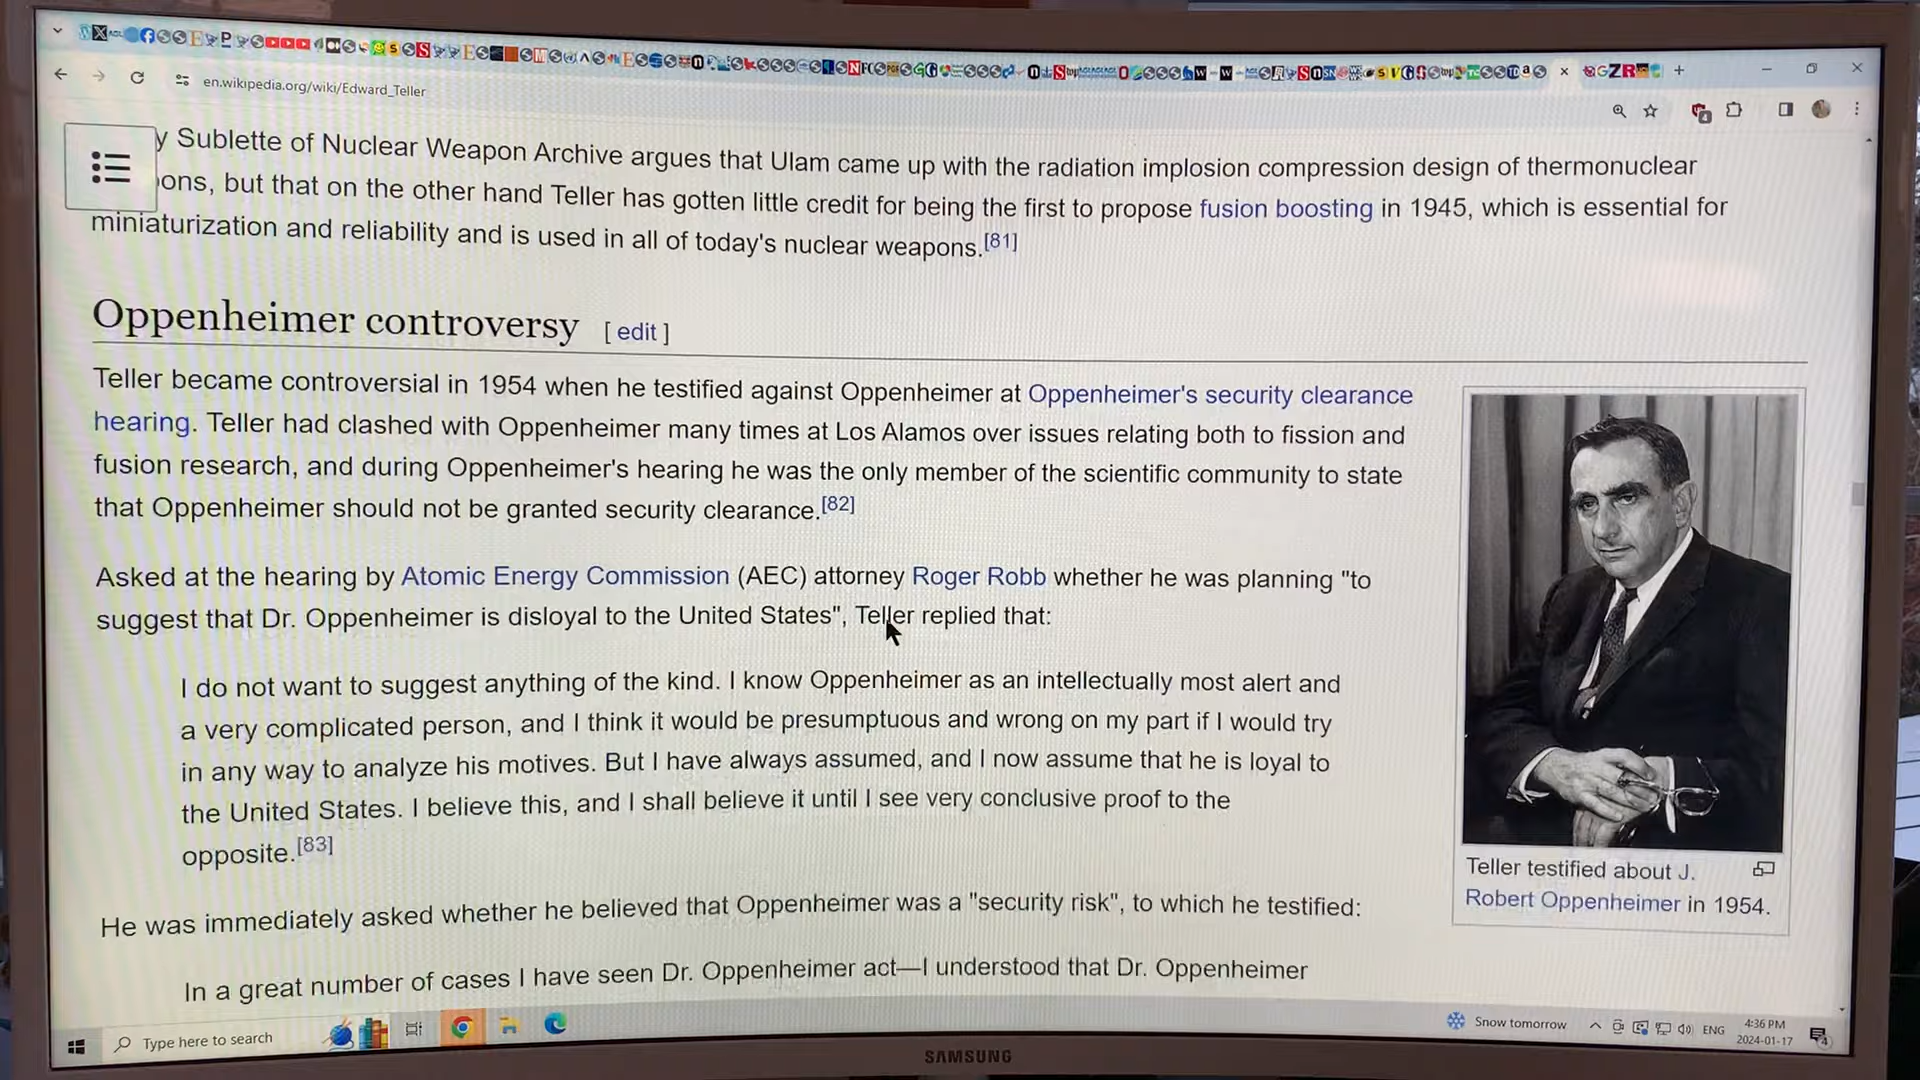 en.wikipedia.org/wiki/Edward_Teller
y Sublette of Nuclear Weapon Archive argues that Ulam came up with the radiation implosion compression design of thermonuclear
ons, but that on the other hand Teller has gotten little credit for being the first to propose fusion boosting in 1945, which is essential for
miniaturization and reliability and is used in all of today's nuclear weapons.[81]
Oppenheimer controversy [ edit ]
Teller became controversial in 1954 when he testified against Oppenheimer at Oppenheimer's security clearance
hearing. Teller had clashed with Oppenheimer many times at Los Alamos over issues relating both to fission and
fusion research, and during Oppenheimer's hearing he was the only member of the scientific community to state
that Oppenheimer should not be granted security clearance.[82]
Asked at the hearing by Atomic Energy Commission (AEC) attorney Roger Robb whether he was planning "to
suggest that Dr. Oppenheimer is disloyal to the United States", Teller replied that:
I do not want to suggest anything of the kind. I know Oppenheimer as an intellectually most alert and
a very complicated person, and I think it would be presumptuous and wrong on my part if I would try
in any way to analyze his motives. But I have always assumed, and I now assume that he is loyal to
the United States. I believe this, and I shall believe it until I see very conclusive proof to the
opposite.[83]
He was immediately asked whether he believed that Oppenheimer was a "security risk", to which he testified:
In a great number of cases I have seen Dr. Oppenheimer act—I understood that Dr. Oppenheimer
Teller testified about J.
Robert Oppenheimer in 1954.
Type here to search
Snow tomorrow
ENG
4:36 PM
2024-01-17
4
SAMSUNG